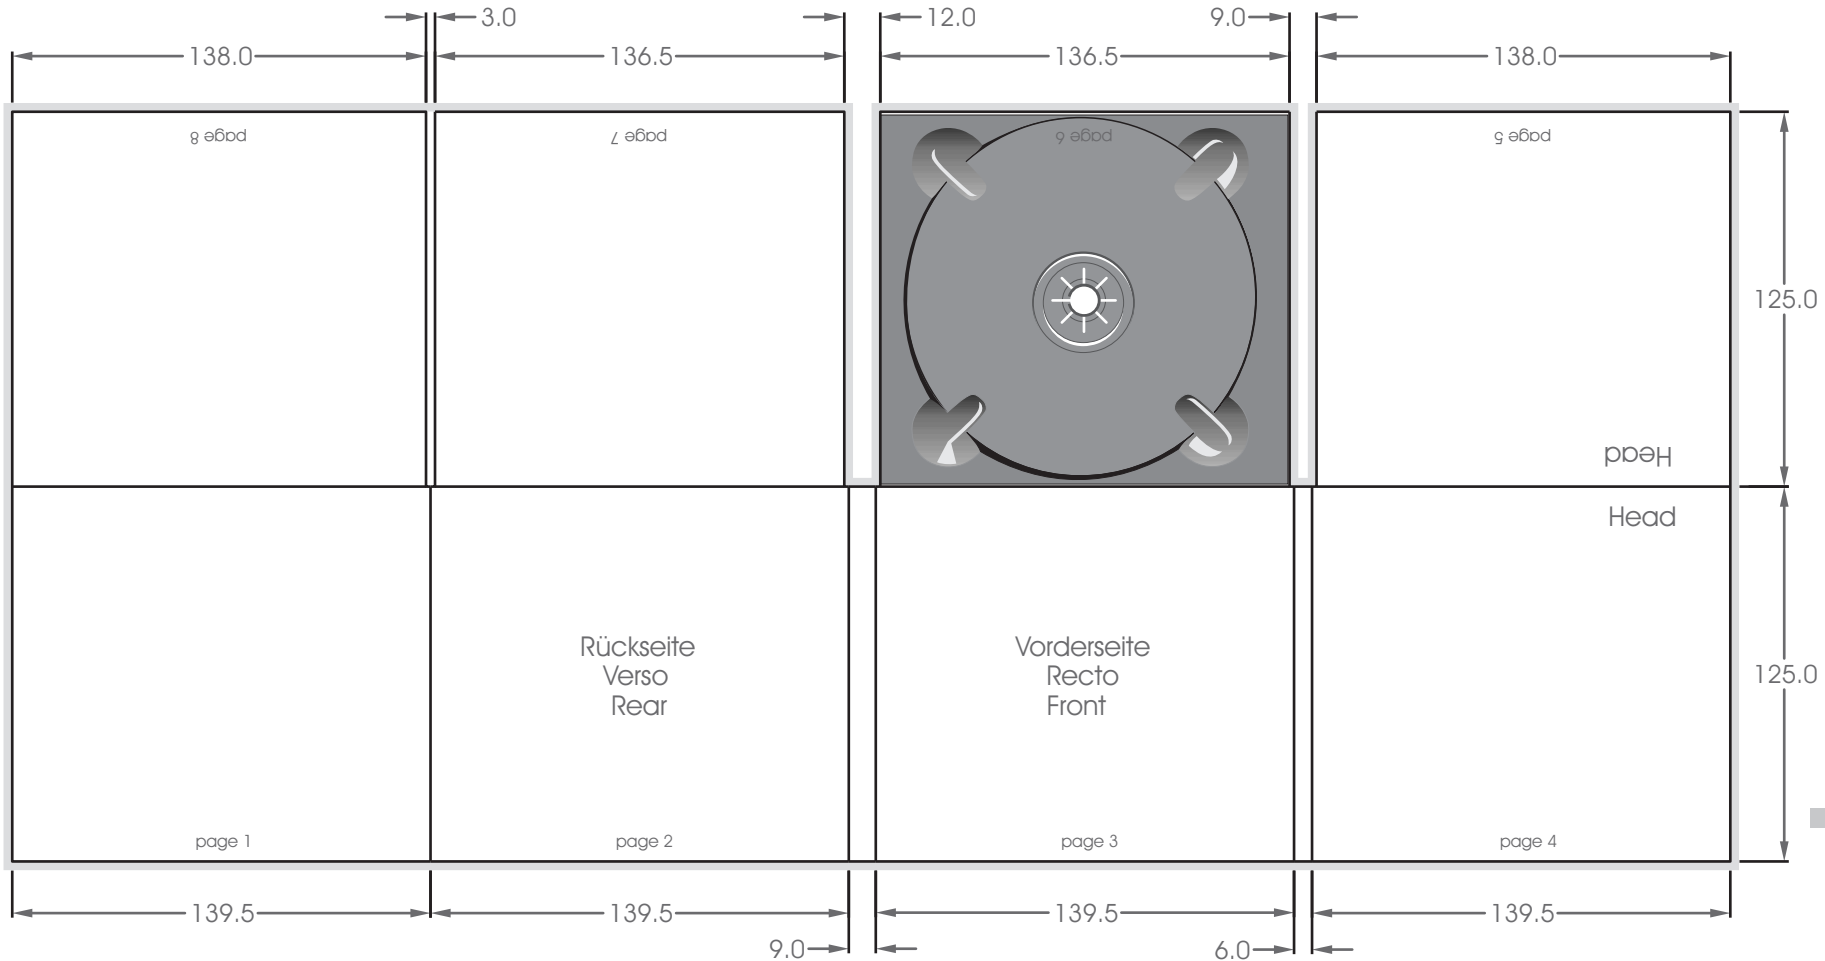 3.0
12.0
9.0
138.0
136.5
136.5
138.0
page 8
page 7
page 6
page 5
125.0
Head
Head
Rückseite
Verso
Rear
Vorderseite
Recto
Front
125.0
page 1
page 2
page 3
page 4
139.5
139.5
139.5
139.5
9.0
6.0